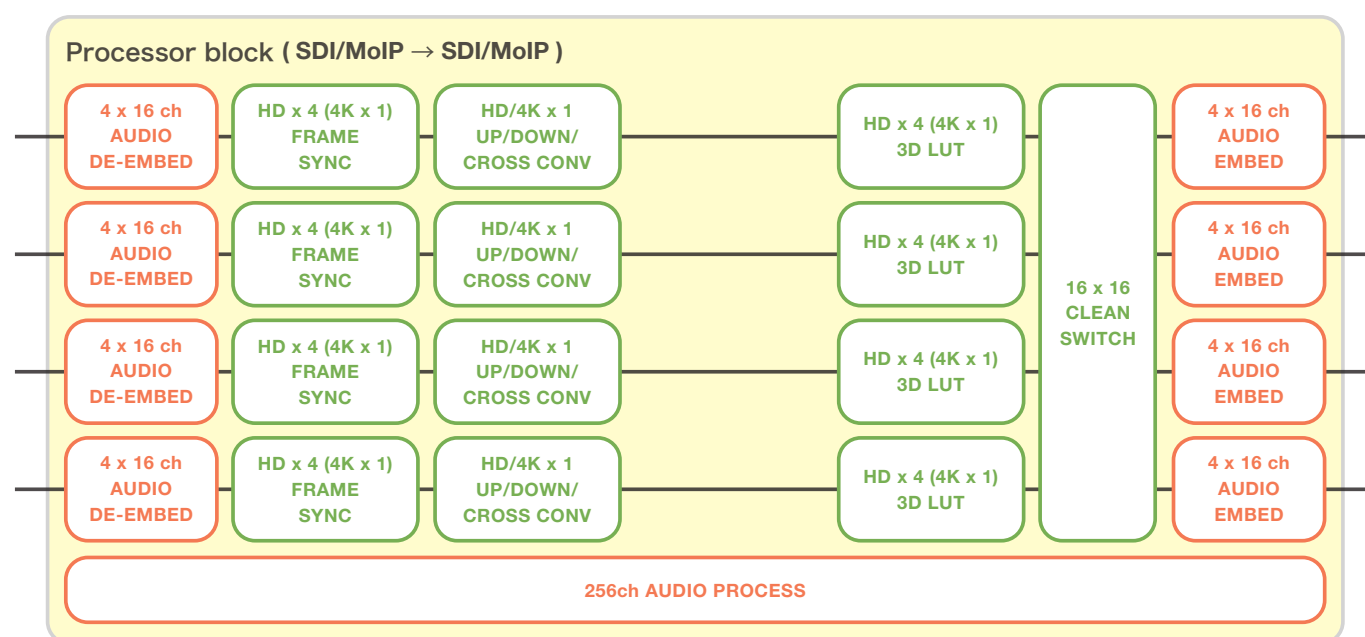 Processor block ( SDI/MoIP → SDI/MoIP )
4 x 16 ch
AUDIO
DE-EMBED
HD x 4 (4K x 1)
FRAME
SYNC
HD/4K x 1
UP/DOWN/
CROSS CONV
HD x 4 (4K x 1)
3D LUT
16 x 16
CLEAN
SWITCH
4 x 16 ch
AUDIO
EMBED
4 x 16 ch
AUDIO
DE-EMBED
HD x 4 (4K x 1)
FRAME
SYNC
HD/4K x 1
UP/DOWN/
CROSS CONV
HD x 4 (4K x 1)
3D LUT
4 x 16 ch
AUDIO
EMBED
4 x 16 ch
AUDIO
DE-EMBED
HD x 4 (4K x 1)
FRAME
SYNC
HD/4K x 1
UP/DOWN/
CROSS CONV
HD x 4 (4K x 1)
3D LUT
4 x 16 ch
AUDIO
EMBED
4 x 16 ch
AUDIO
DE-EMBED
HD x 4 (4K x 1)
FRAME
SYNC
HD/4K x 1
UP/DOWN/
CROSS CONV
HD x 4 (4K x 1)
3D LUT
4 x 16 ch
AUDIO
EMBED
256ch AUDIO PROCESS